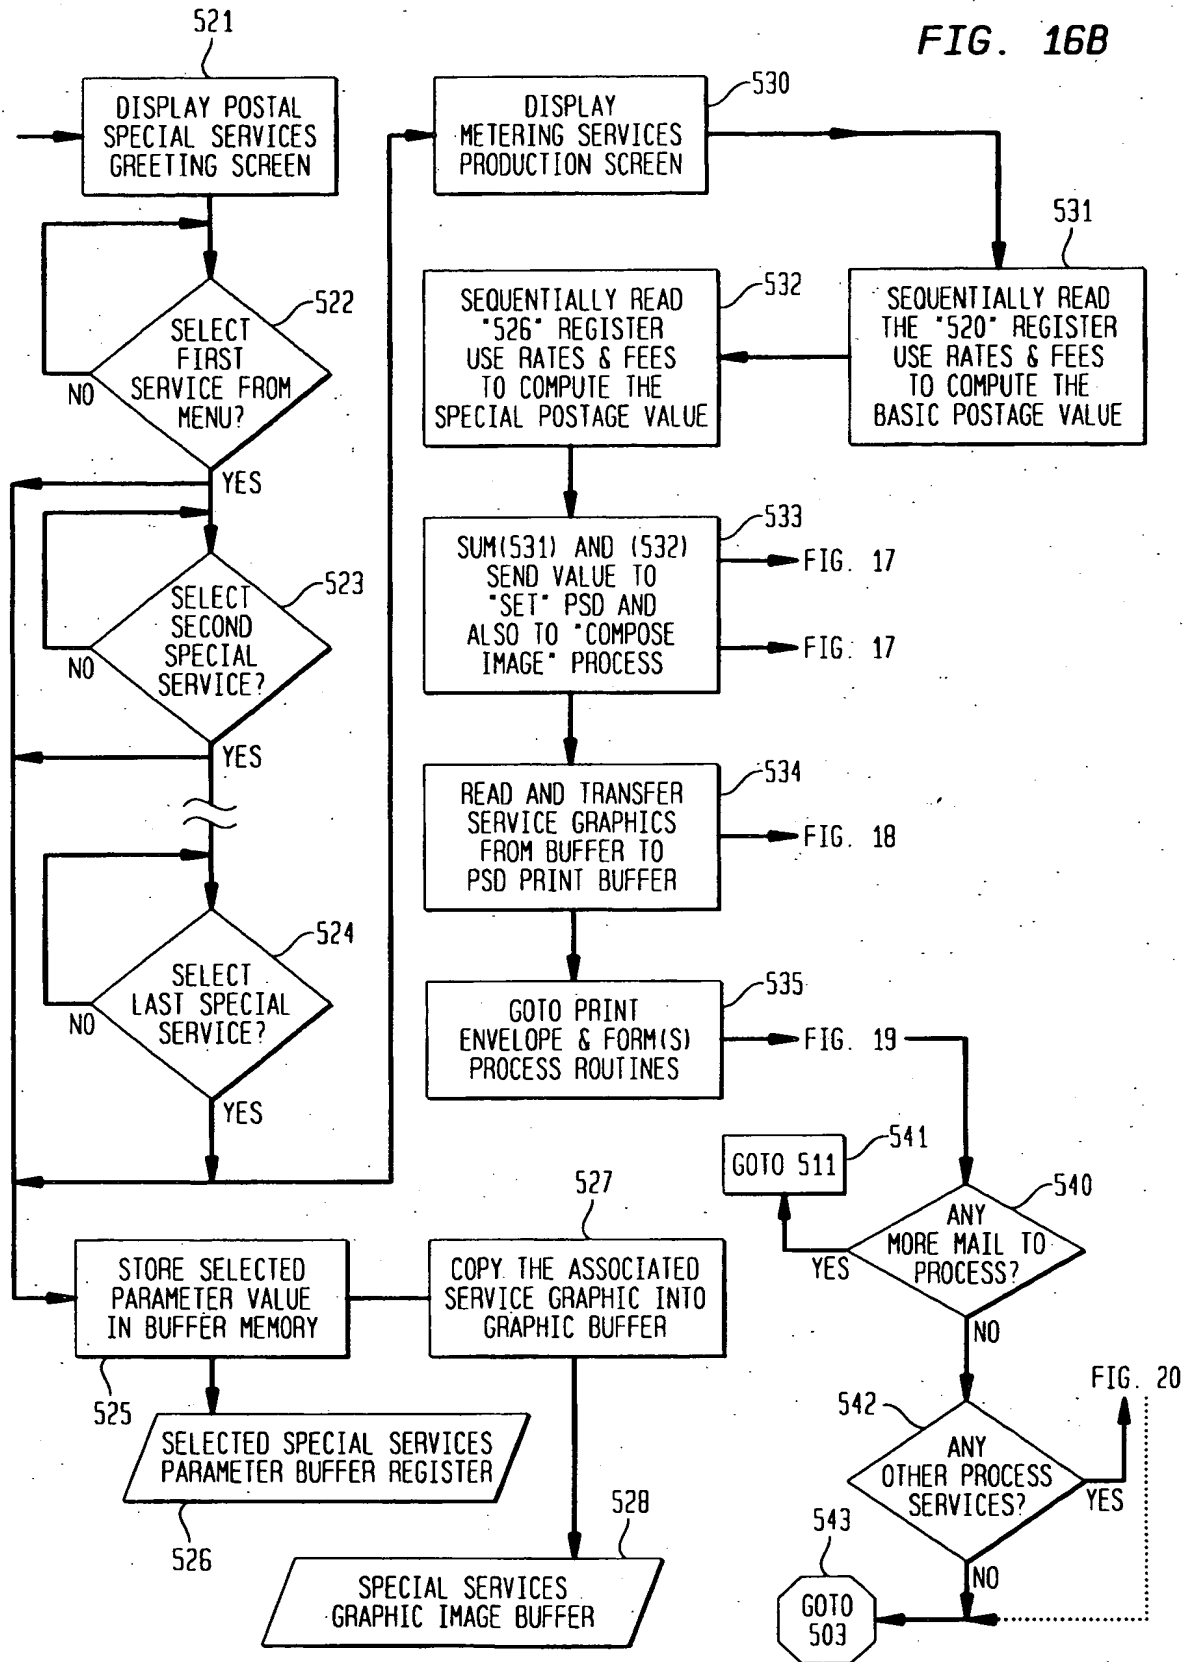 FIG. 16B
521
DISPLAY POSTAL
SPECIAL SERVICES
GREETING SCREEN
522
SELECT
FIRST
SERVICE FROM
MENU?
NO
YES
523
SELECT
SECOND
SPECIAL
SERVICE?
NO
YES
524
SELECT
LAST SPECIAL
SERVICE?
NO
YES
STORE SELECTED
PARAMETER VALUE
IN BUFFER MEMORY
525
SELECTED SPECIAL SERVICES
PARAMETER BUFFER REGISTER
526
527
COPY THE ASSOCIATED
SERVICE GRAPHIC INTO
GRAPHIC BUFFER
528
SPECIAL SERVICES
GRAPHIC IMAGE BUFFER
530
DISPLAY
METERING SERVICES
PRODUCTION SCREEN
531
SEQUENTIALLY READ
THE "520" REGISTER
USE RATES & FEES
TO COMPUTE THE
BASIC POSTAGE VALUE
532
SEQUENTIALLY READ
"526" REGISTER
USE RATES & FEES
TO COMPUTE THE
SPECIAL POSTAGE VALUE
533
SUM(531) AND (532)
SEND VALUE TO
"SET" PSD AND
ALSO TO "COMPOSE
IMAGE" PROCESS
FIG. 17
FIG. 17
534
READ AND TRANSFER
SERVICE GRAPHICS
FROM BUFFER TO
PSD PRINT BUFFER
FIG. 18
535
GOTO PRINT
ENVELOPE & FORM(S)
PROCESS ROUTINES
FIG. 19
541
GOTO 511
540
ANY
MORE MAIL TO
PROCESS?
YES
NO
FIG. 20
542
ANY
OTHER PROCESS
SERVICES?
YES
NO
543
GOTO
503